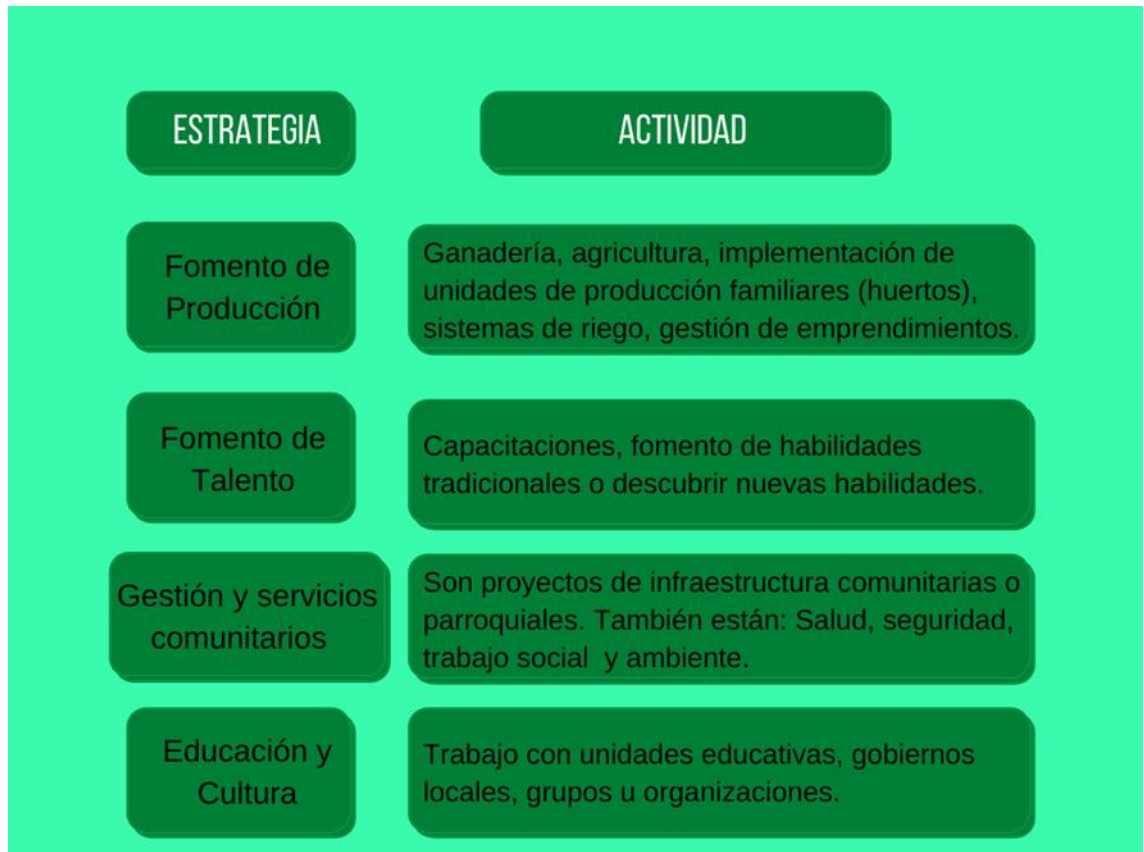 ESTRATEGIA
ACTIVIDAD
Fomento de
Producción
Ganadería, agricultura, implementación de
unidades de producción familiares (huertos),
sistemas de riego, gestión de emprendimientos.
Fomento de
Talento
Capacitaciones, fomento de habilidades
tradicionales o descubrir nuevas habilidades.
Gestión y servicios
comunitarios
Son proyectos de infraestructura comunitarias o
parroquiales. También están: Salud, seguridad,
trabajo social  y ambiente.
Educación y
Cultura
Trabajo con unidades educativas, gobiernos
locales, grupos u organizaciones.